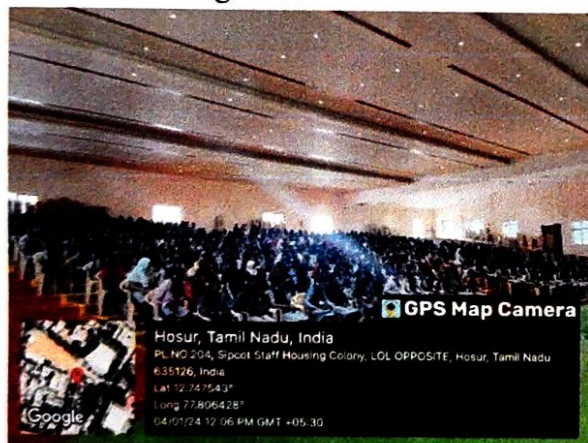 GPS Map Camera
Hosur, Tamil Nadu, India
PL.NO.204, Sipcot Staff Housing Colony, LOL OPPOSITE, Hosur, Tamil Nadu
635126, India
Lat 12.747543°
Long 77.806428°
04/01/24 12:06 PM GMT +05:30
Google